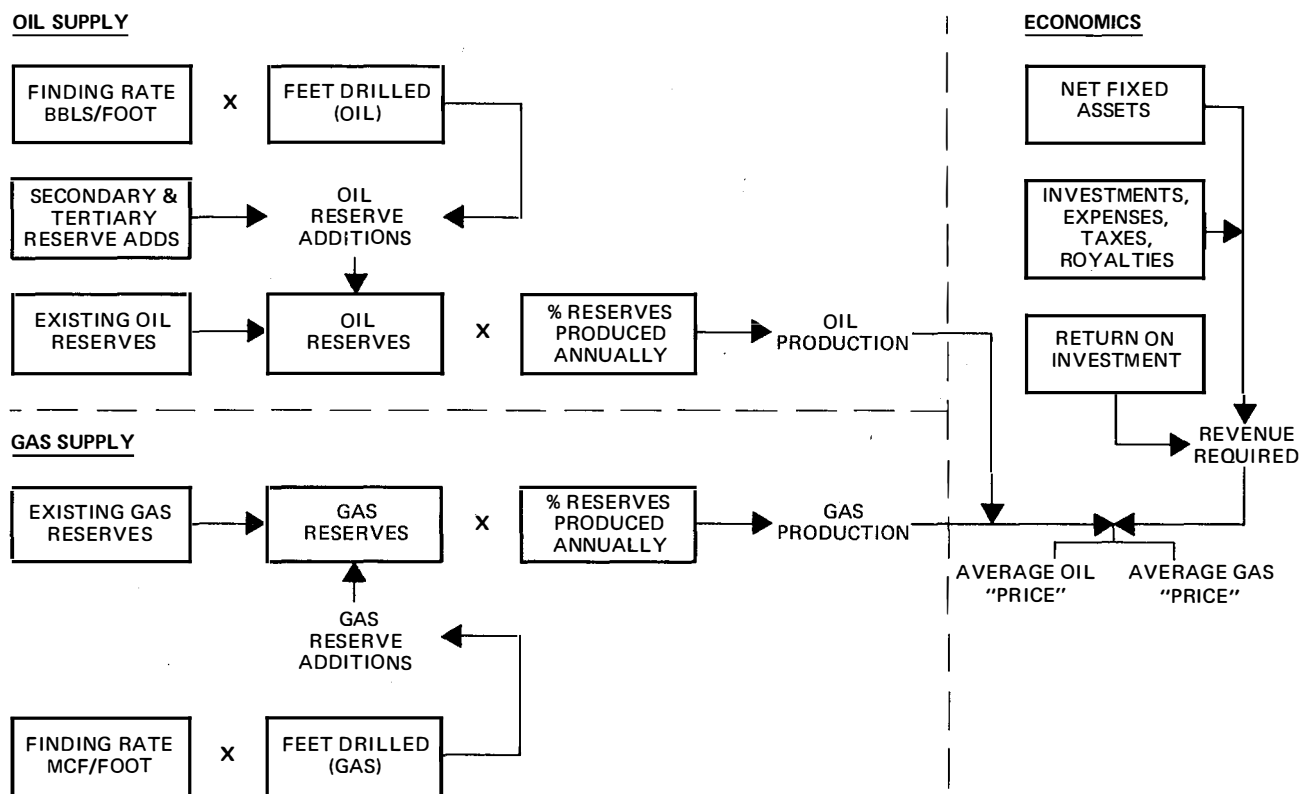 OIL SUPPLY
FINDING RATE
BBLS/FOOT
X
FEET DRILLED
(OIL)
SECONDARY &
TERTIARY
RESERVE ADDS
OIL
RESERVE
ADDITIONS
EXISTING OIL
RESERVES
OIL
RESERVES
X
% RESERVES
PRODUCED
ANNUALLY
OIL
PRODUCTION
GAS SUPPLY
EXISTING GAS
RESERVES
GAS
RESERVES
X
% RESERVES
PRODUCED
ANNUALLY
GAS
PRODUCTION
GAS
RESERVE
ADDITIONS
FINDING RATE
MCF/FOOT
X
FEET DRILLED
(GAS)
ECONOMICS
NET FIXED
ASSETS
INVESTMENTS,
EXPENSES,
TAXES,
ROYALTIES
RETURN ON
INVESTMENT
REVENUE
REQUIRED
AVERAGE OIL
"PRICE"
AVERAGE GAS
"PRICE"